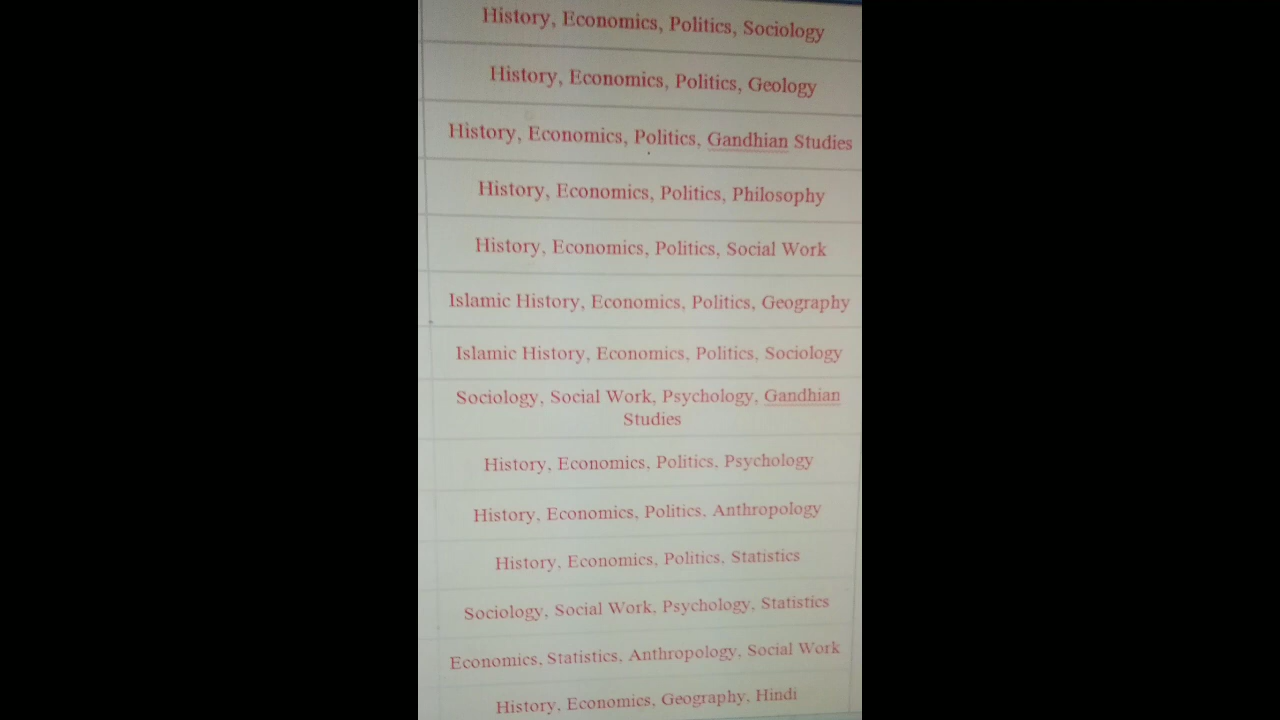 History, Economics, Politics, Sociology
History, Economics, Politics, Geology
History, Economics, Politics, Gandhian Studies
History, Economics, Politics, Philosophy
History, Economics, Politics, Social Work
Islamic History, Economics, Politics, Geography
Islamic History, Economics, Politics, Sociology
Sociology, Social Work, Psychology, Gandhian
Studies
History, Economics, Politics, Psychology
History, Economics, Politics, Anthropology
History, Economics, Politics, Statistics
Sociology, Social Work, Psychology, Statistics
Economics, Statistics, Anthropology, Social Work
History, Economics, Geography, Hindi